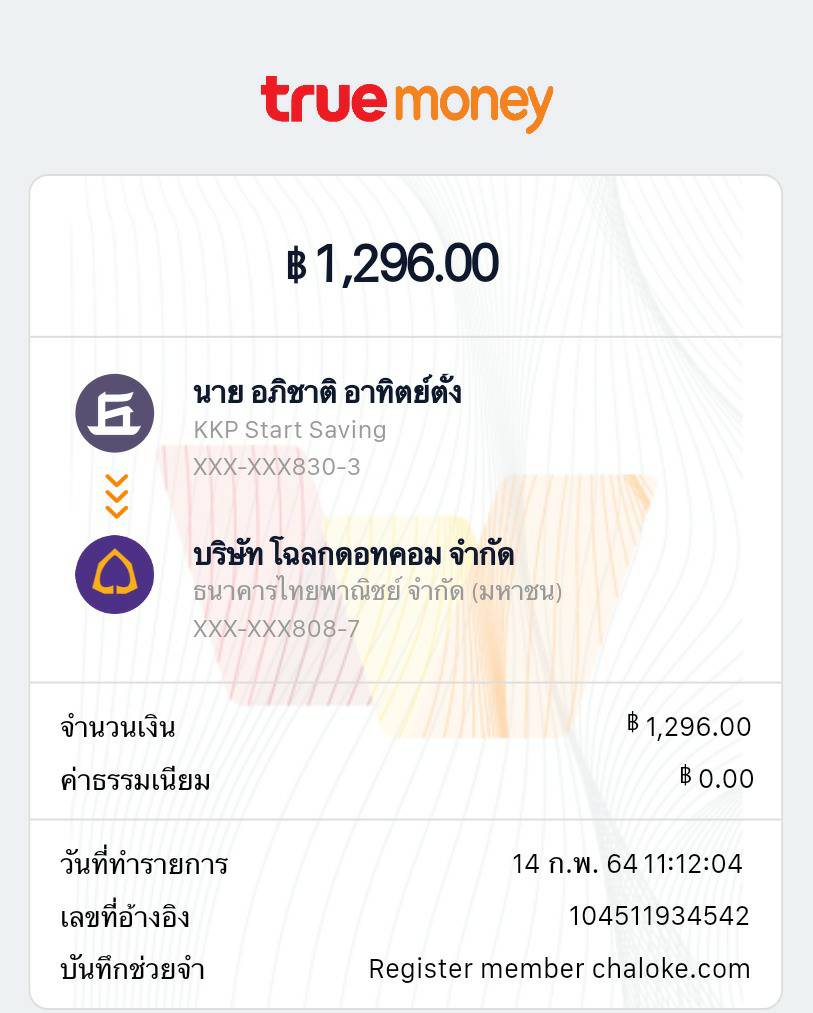 true money
฿ 1,296.00
นาย อภิชาติ อาทิตย์ตั้ง
KKP Start Saving
XXX-XXX830-3
บริษัท โฉลกดอทคอม จำกัด
ธนาคารไทยพาณิชย์ จำกัด (มหาชน)
XXX-XXX808-7
จำนวนเงิน ฿ 1,296.00
ค่าธรรมเนียม ฿ 0.00
วันที่ทำรายการ 14 ก.พ. 64 11:12:04
เลขที่อ้างอิง 104511934542
บันทึกช่วยจำ Register member chaloke.com